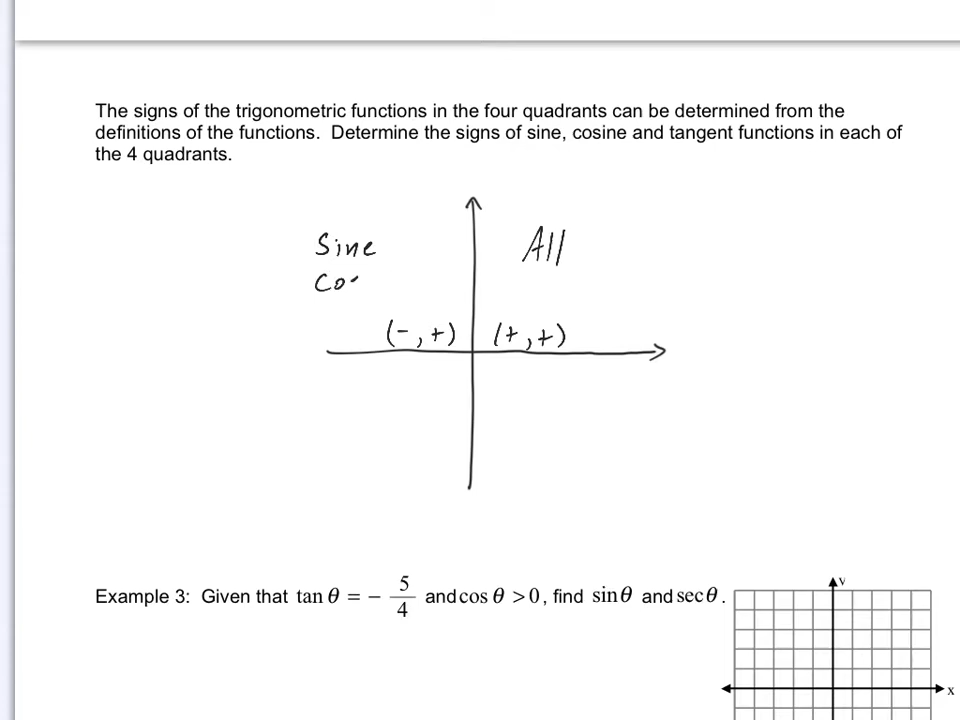 The signs of the trigonometric functions in the four quadrants can be determined from the
definitions of the functions. Determine the signs of sine, cosine and tangent functions in each of
the 4 quadrants.
Sine All
Co
(-,+) (+,+)
Example 3: Given that tan θ = - 5/4 and cos θ > 0, find sin θ and sec θ.
y
x